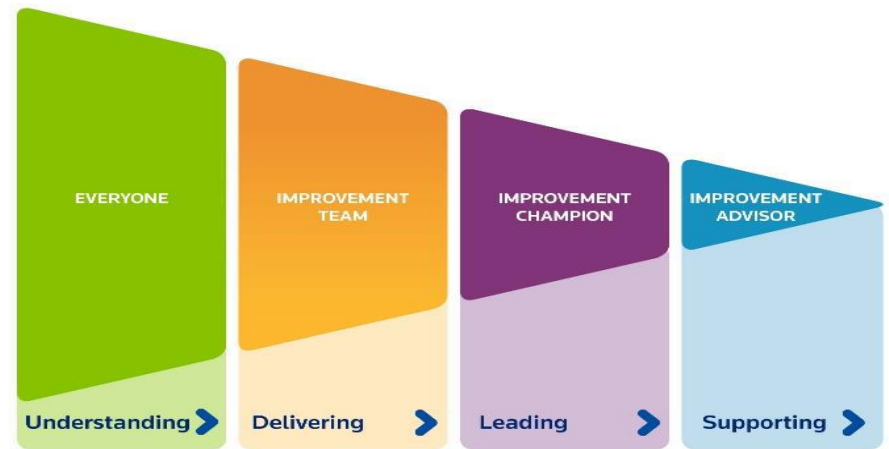 EVERYONE
IMPROVEMENT
TEAM
IMPROVEMENT
CHAMPION
IMPROVEMENT
ADVISOR
Understanding
Delivering
Leading
Supporting